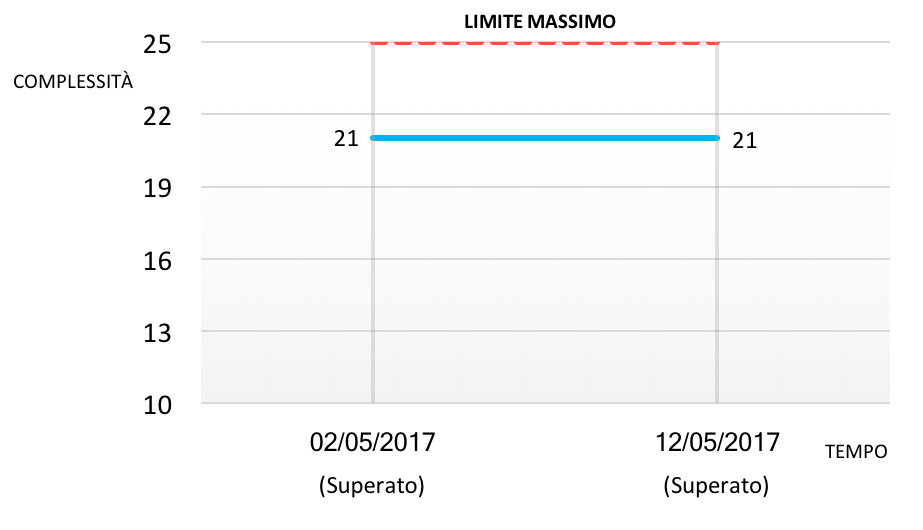 LIMITE MASSIMO
25
COMPLESSITÀ
22
21
21
19
16
13
10
02/05/2017
12/05/2017
TEMPO
(Superato)
(Superato)